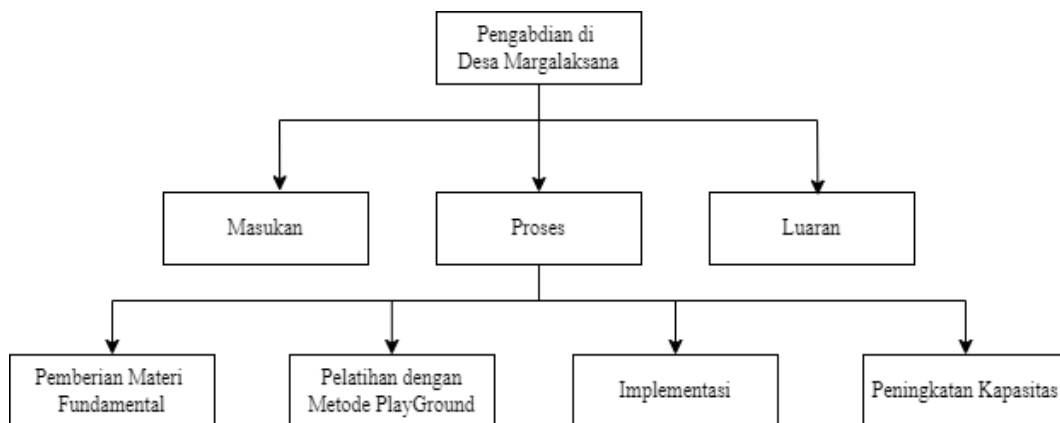 Pengabdian di
Desa Margalaksana
Masukan
Proses
Luaran
Pemberian Materi
Fundamental
Pelatihan dengan
Metode PlayGround
Implementasi
Peningkatan Kapasitas